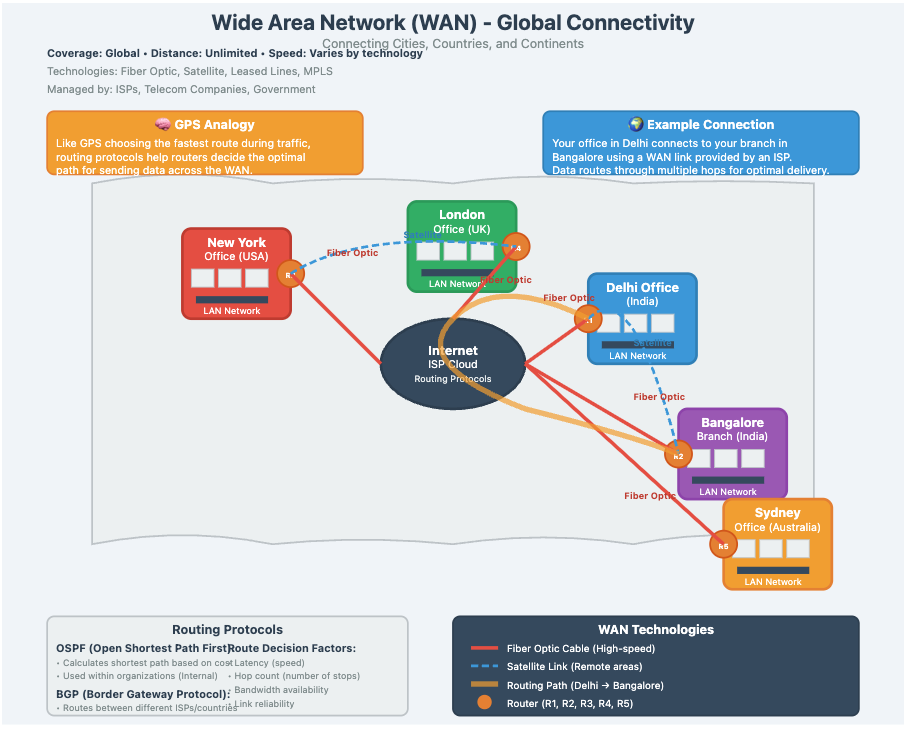 Wide Area Network (WAN) - Global Connectivity
Connecting Cities, Countries, and Continents
Coverage: Global • Distance: Unlimited • Speed: Varies by technology
Technologies: Fiber Optic, Satellite, Leased Lines, MPLS
Managed by: ISPs, Telecom Companies, Government
🧠 GPS Analogy
Like GPS choosing the fastest route during traffic,
routing protocols help routers decide the optimal
path for sending data across the WAN.
🌍 Example Connection
Your office in Delhi connects to your branch in
Bangalore using a WAN link provided by an ISP.
Data routes through multiple hops for optimal delivery.
New York
Office (USA)
LAN Network
Fiber Optic
London
Office (UK)
Satellite
LAN Network
Fiber Optic
Fiber Optic
Delhi Office
(India)
Satellite
LAN Network
Internet
ISP Cloud
Routing Protocols
Fiber Optic
Bangalore
Branch (India)
R2
LAN Network
Fiber Optic
Sydney
Office (Australia)
R5
LAN Network
Routing Protocols
OSPF (Open Shortest Path First):
• Calculates shortest path based on cost
• Used within organizations (Internal)
BGP (Border Gateway Protocol):
• Routes between different ISPs/countries
Route Decision Factors:
• Latency (speed)
• Hop count (number of stops)
• Bandwidth availability
• Link reliability
WAN Technologies
Fiber Optic Cable (High-speed)
Satellite Link (Remote areas)
Routing Path (Delhi → Bangalore)
Router (R1, R2, R3, R4, R5)